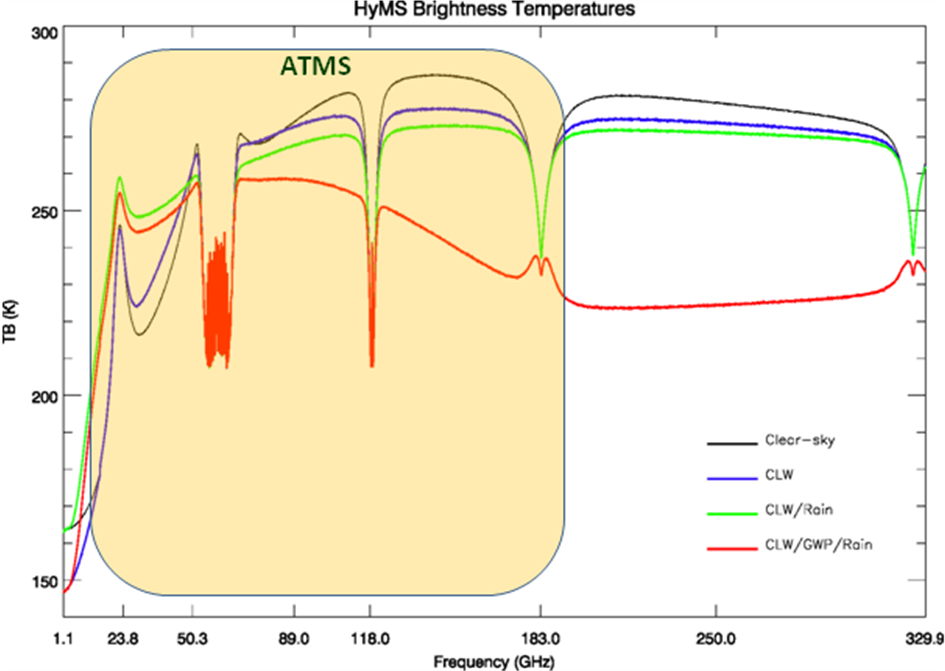 HyMS Brightness Temperatures
300
ATMS
250
TB (K)
200
Clear-sky
CLW
CLW/Rain
CLW/GWP/Rain
150
1.1 23.8 50.3 89.0 118.0 183.0 250.0 329.9
Frequency (GHz)